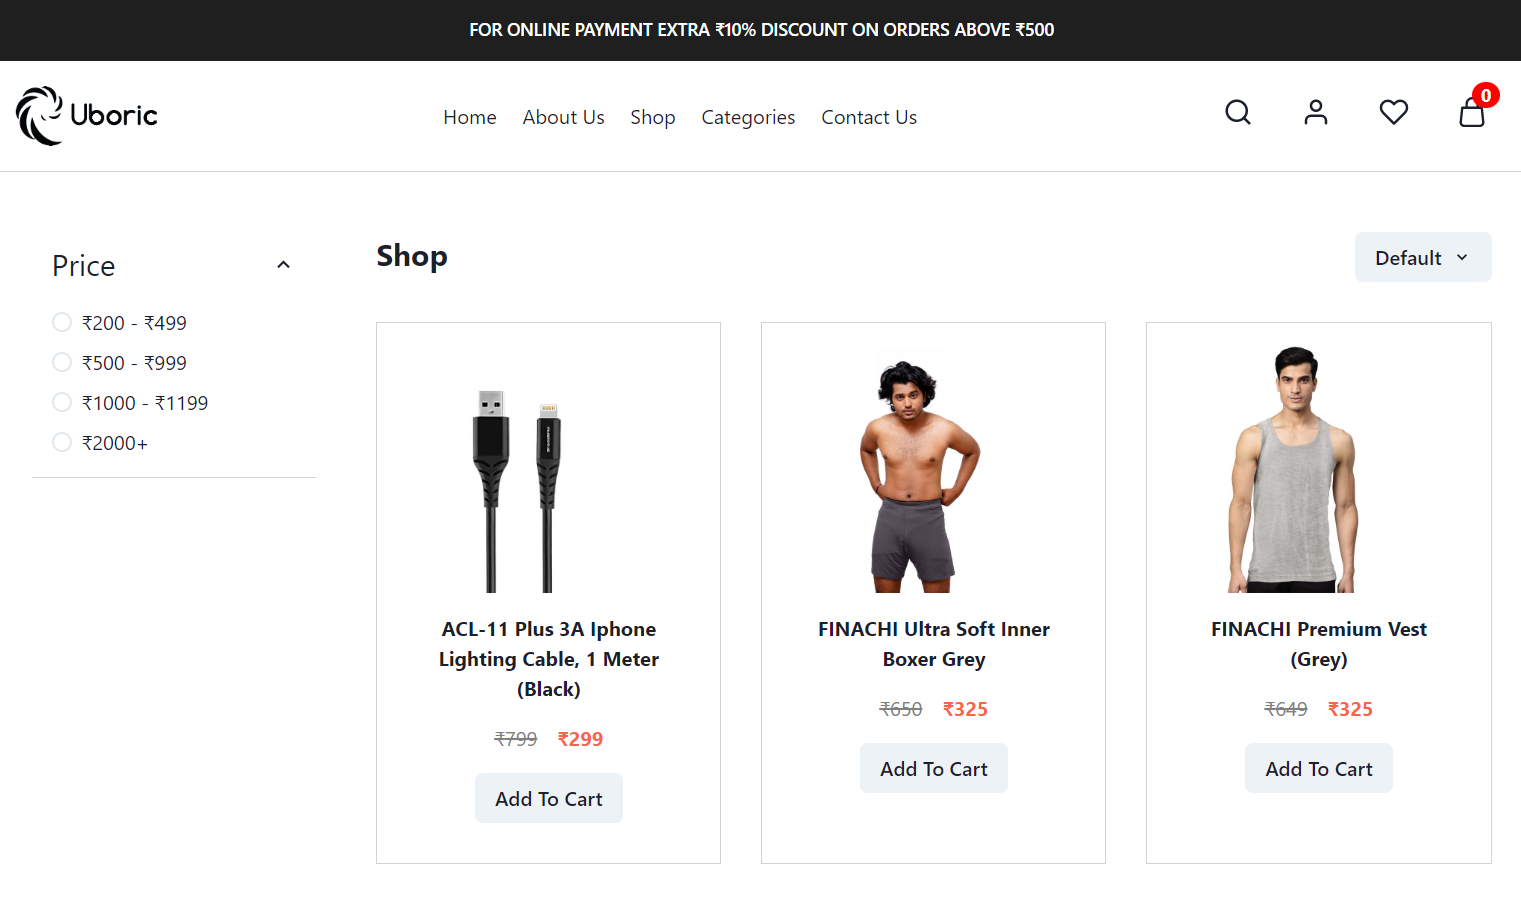 FOR ONLINE PAYMENT EXTRA ₹10% DISCOUNT ON ORDERS ABOVE ₹500
Uboric
Home About Us Shop Categories Contact Us
0
Price
₹200 - ₹499
₹500 - ₹999
₹1000 - ₹1199
₹2000+
Shop
Default
ACL-11 Plus 3A Iphone
Lighting Cable, 1 Meter
(Black)
₹799 ₹299
Add To Cart
FINACHI Ultra Soft Inner
Boxer Grey
₹650 ₹325
Add To Cart
FINACHI Premium Vest
(Grey)
₹649 ₹325
Add To Cart